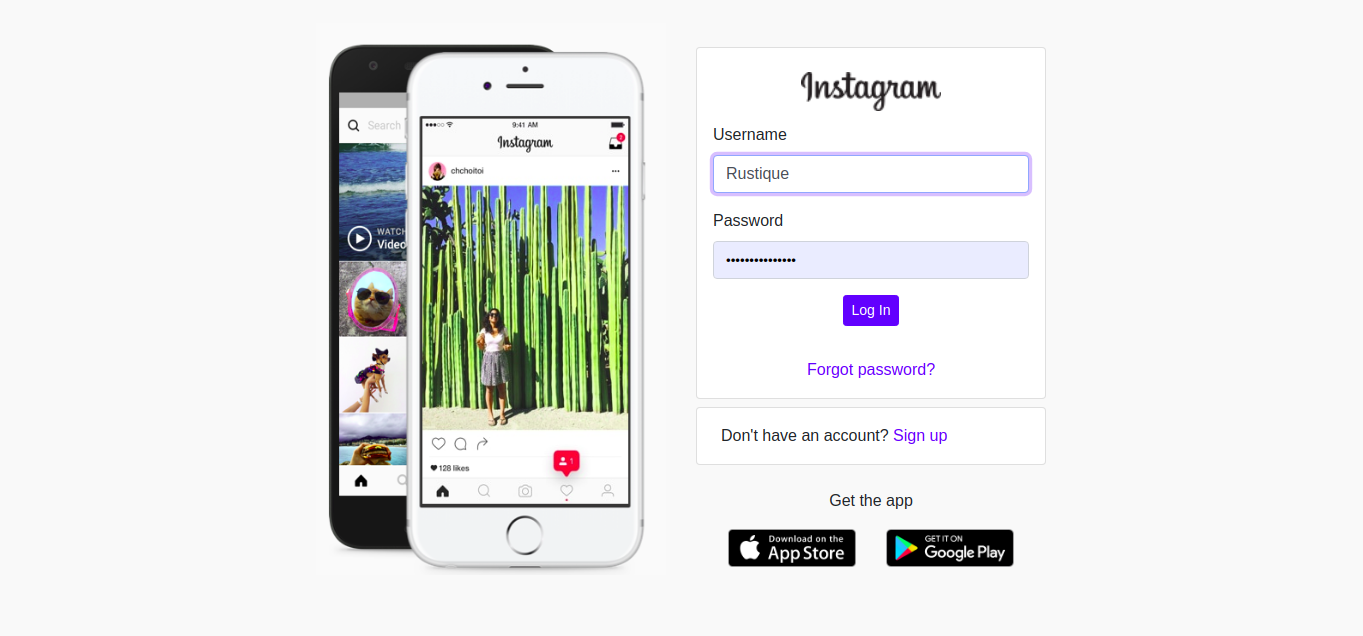 Search
WATCH
Video
9:41 AM
Instagram
2
chchoitoi
128 likes
1
Instagram
Username
Rustique
Password
•••••••••••••••
Log In
Forgot password?
Don't have an account? Sign up
Get the app
Download on the
App Store
GET IT ON
Google Play